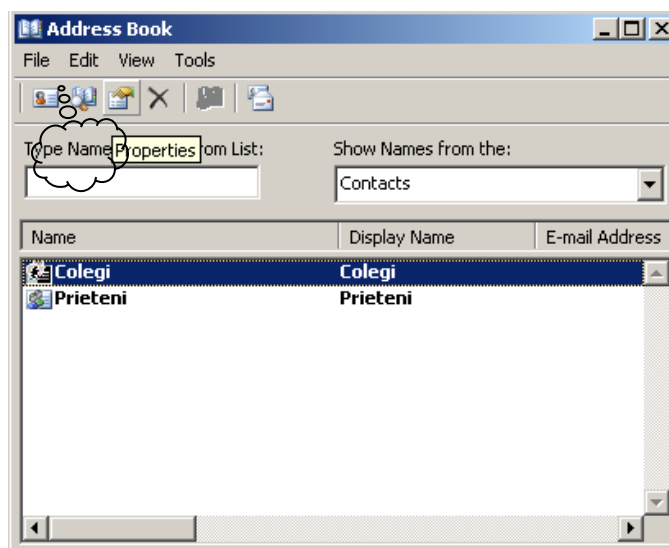 Address Book
File Edit View Tools
Type Name Properties rom List: Show Names from the:
Contacts
Name Display Name E-mail Address
Colegi Colegi
Prieteni Prieteni